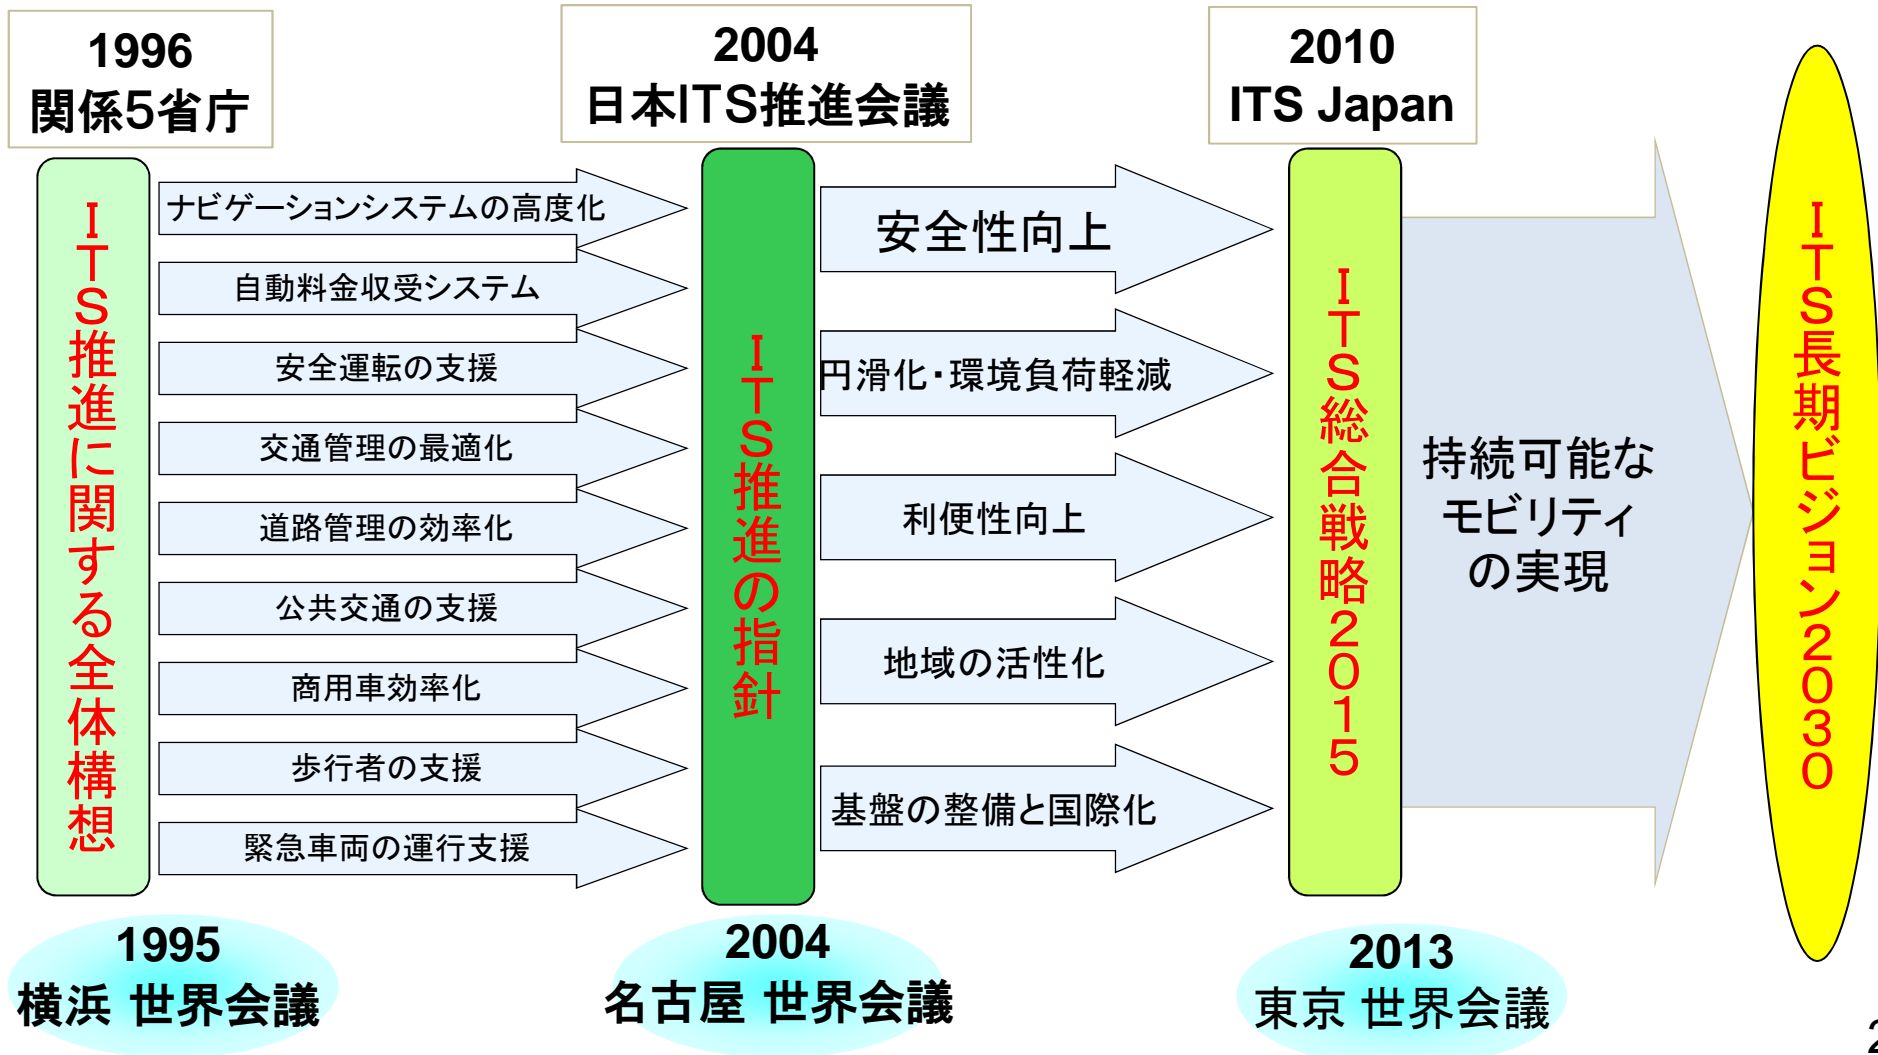 1996
関係5省庁
2004
日本ITS推進会議
2010
ITS Japan
ITS推進に関する全体構想
ナビゲーションシステムの高度化
自動料金収受システム
安全運転の支援
交通管理の最適化
道路管理の効率化
公共交通の支援
商用車効率化
歩行者の支援
緊急車両の運行支援
ITS推進の指針
安全性向上
円滑化・環境負荷軽減
利便性向上
地域の活性化
基盤の整備と国際化
ITS総合戦略2015
持続可能な
モビリティ
の実現
ITS長期ビジョン2030
1995
横浜 世界会議
2004
名古屋 世界会議
2013
東京 世界会議